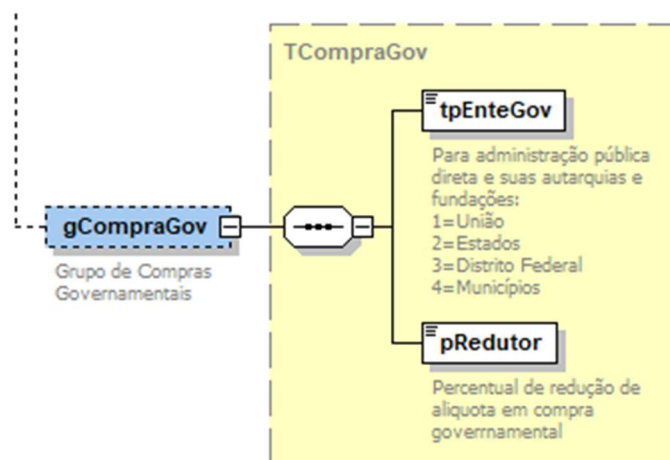 TCompraGov
tpEnteGov
Para administração pública
direta e suas autarquias e
fundações:
1=União
2=Estados
3=Distrito Federal
4=Municípios
gCompraGov
Grupo de Compras
Governamentais
pRedutor
Percentual de redução de
aliquota em compra
goverrnamental